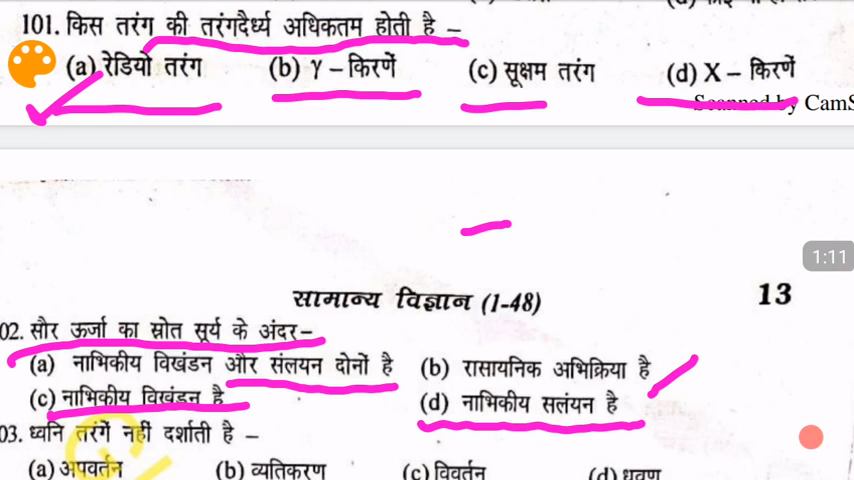 101. किस तरंग की तरंगदैर्ध्य अधिकतम होती है –
(a) रेडियो तरंग (b) γ – किरणें (c) सूक्षम तरंग (d) X – किरणें
Scanned by CamS
1:11
सामान्य विज्ञान (1-48) 13
02. सौर ऊर्जा का स्रोत सूर्य के अंदर–
(a) नाभिकीय विखंडन और संलयन दोनों है (b) रासायनिक अभिक्रिया है
(c) नाभिकीय विखंडन है (d) नाभिकीय सलंयन है
03. ध्वनि तरंगें नहीं दर्शाती है –
(a) अपवर्तन (b) व्यतिकरण (c) विवर्तन (d) ध्रुवण